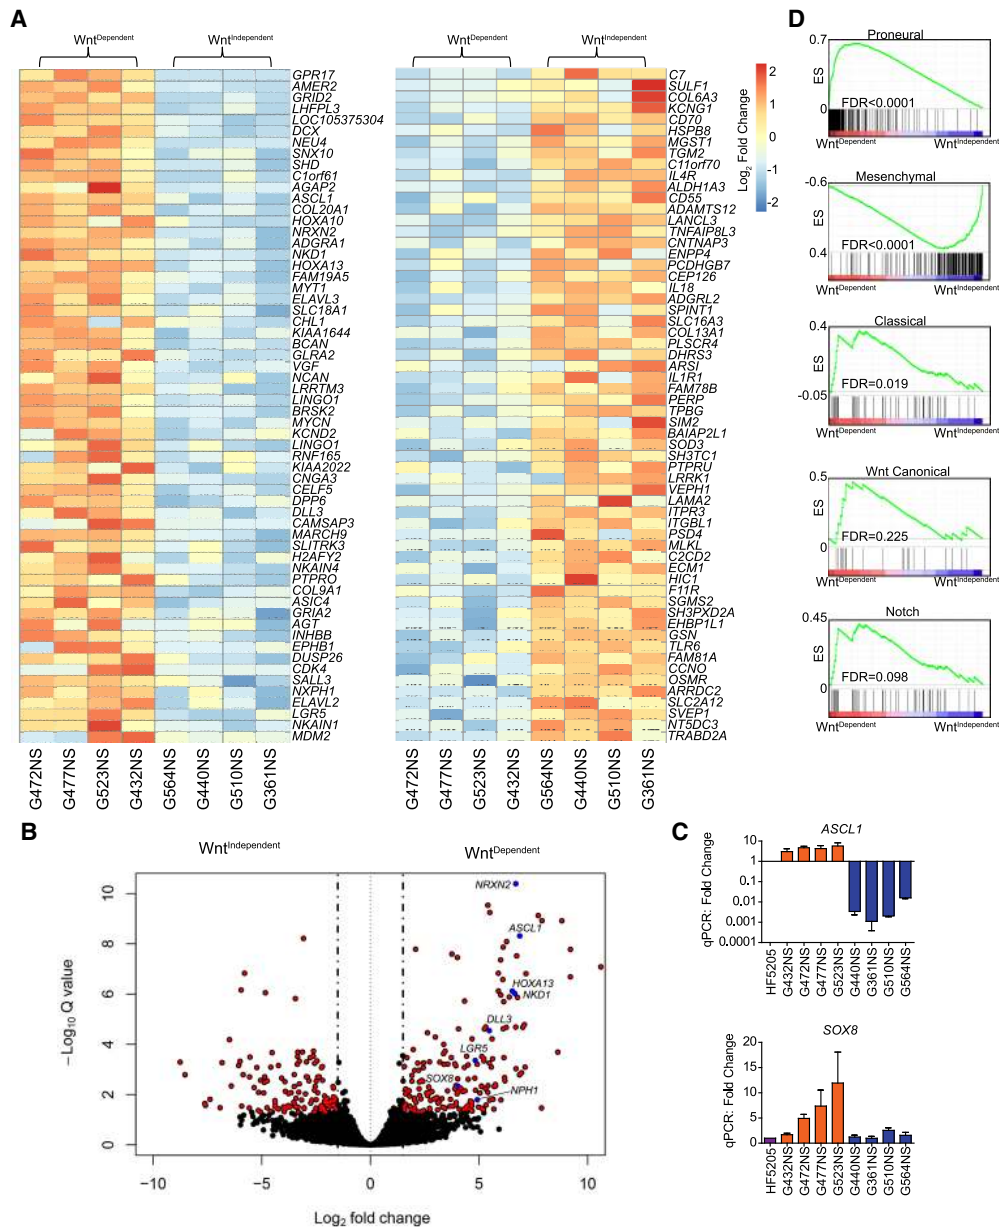 A
Wnt^Dependent
Wnt^Independent
GPR17
AMER2
GRID2
LHFPL3
LOC105375304
DCX
NEU4
SNX10
SHD
C1orf61
AGAP2
ASCL1
COL20A1
HOXA10
NRXN2
ADGRA1
NKD1
HOXA13
FAM19A5
MYT1
ELAVL3
SLC18A1
CHL1
KIAA1644
BCAN
GLRA2
VGF
NCAN
LRRTM3
LINGO1
BRSK2
MYCN
KCND2
LINGO1
RNF165
KIAA2022
CNGA3
CELF5
DPP6
DLL3
CAMSAP3
MARCH9
SLITRK3
H2AFY2
NKAIN4
PTPRO
COL9A1
ASIC4
GRIA2
AGT
INHBB
EPHB1
DUSP26
CDK4
SALL3
NXPH1
ELAVL2
LGR5
NKAIN1
MDM2
G472NS
G477NS
G523NS
G432NS
G564NS
G440NS
G510NS
G361NS
Wnt^Dependent
Wnt^Independent
C7
SULF1
COL6A3
KCNG1
CD70
HSPB8
MGST1
TGM2
C11orf70
IL4R
ALDH1A3
CD55
ADAMTS12
LANCL3
TNFAIP8L3
CNTNAP3
ENPP4
PCDHGB7
CEP126
IL18
ADGRL2
SPINT1
SLC16A3
COL13A1
PLSCR4
DHRS3
ARSI
IL1R1
FAM78B
PERP
TPBG
SIM2
BAIAP2L1
SOD3
SH3TC1
PTPRU
LRRK1
VEPH1
LAMA2
ITPR3
ITGBL1
PSD4
MLKL
C2CD2
ECM1
HIC1
F11R
SGMS2
SH3PXD2A
EHBP1L1
GSN
TLR6
FAM81A
CCNO
OSMR
ARRDC2
SLC2A12
SVEP1
NT5DC3
TRABD2A
G472NS
G477NS
G523NS
G432NS
G564NS
G440NS
G510NS
G361NS
2
1
0
-1
-2
Log2 Fold Change
D
Proneural
0.7
ES
0
FDR<0.0001
Wnt^Dependent
Wnt^Independent
Mesenchymal
-0.6
ES
0.4
FDR<0.0001
Wnt^Dependent
Wnt^Independent
Classical
0.4
ES
-0.05
FDR=0.019
Wnt^Dependent
Wnt^Independent
Wnt Canonical
0.5
ES
0
FDR=0.225
Wnt^Dependent
Wnt^Independent
Notch
0.45
ES
0
FDR=0.098
Wnt^Dependent
Wnt^Independent
B
Wnt^Independent
Wnt^Dependent
−Log10 Q value
10
8
6
4
2
0
NRXN2
ASCL1
HOXA13
NKD1
DLL3
LGR5
SOX8
NPH1
−10
−5
0
5
10
Log2 fold change
C
ASCL1
qPCR: Fold Change
10
1
0.1
0.01
0.001
0.0001
HF5205
G432NS
G472NS
G477NS
G523NS
G440NS
G361NS
G510NS
G564NS
SOX8
qPCR: Fold Change
20
15
10
5
0
HF5205
G432NS
G472NS
G477NS
G523NS
G440NS
G361NS
G510NS
G564NS